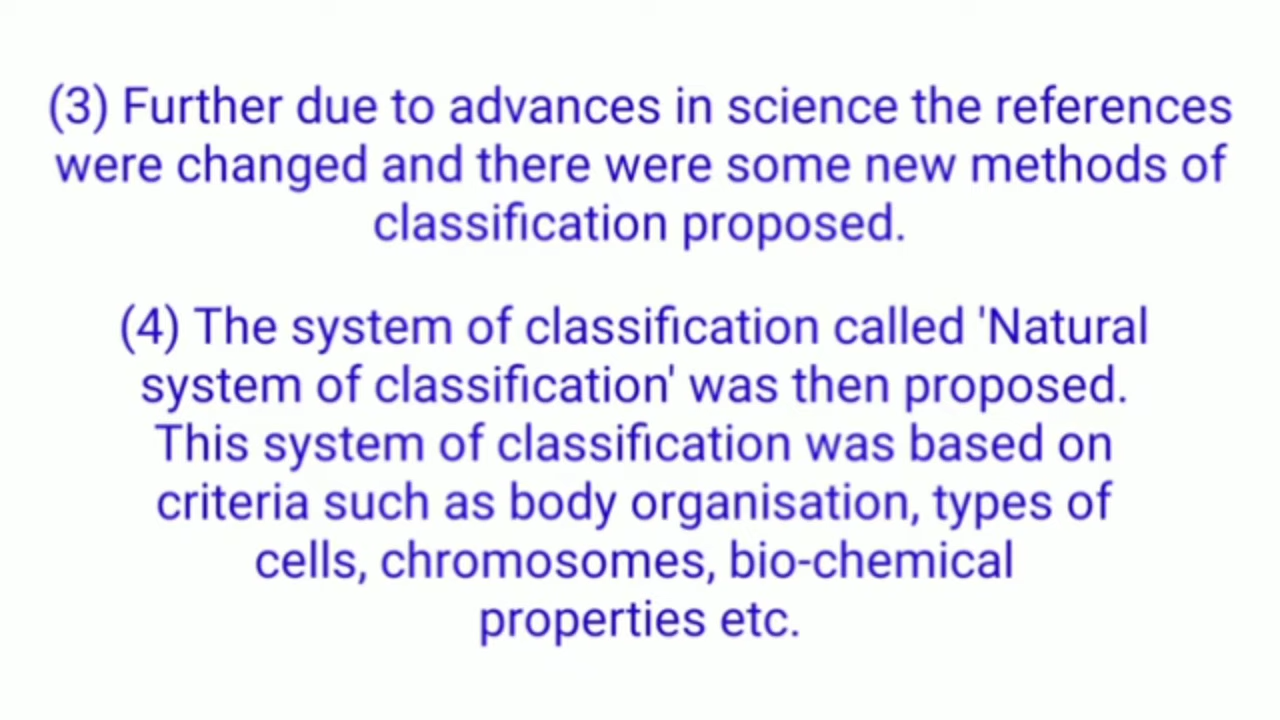 (3) Further due to advances in science the references
were changed and there were some new methods of
classification proposed.
(4) The system of classification called 'Natural
system of classification' was then proposed.
This system of classification was based on
criteria such as body organisation, types of
cells, chromosomes, bio-chemical
properties etc.